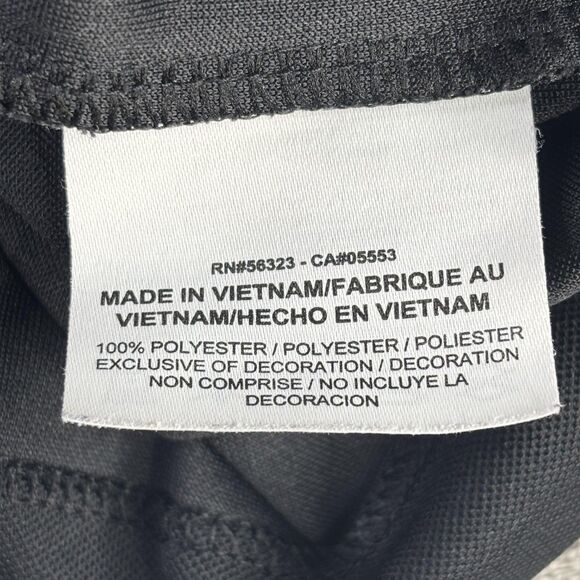 RN#56323 - CA#05553
MADE IN VIETNAM/FABRIQUE AU
VIETNAM/HECHO EN VIETNAM
100% POLYESTER / POLYESTER / POLIESTER
EXCLUSIVE OF DECORATION / DECORATION
NON COMPRISE / NO INCLUYE LA
DECORACION